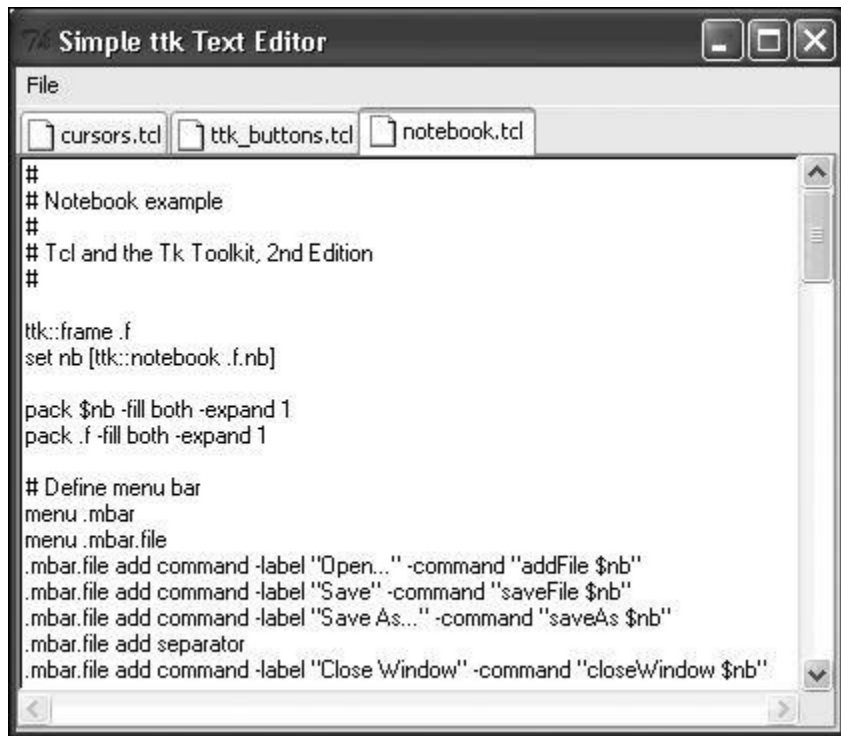 Simple ttk Text Editor
File
cursors.tcl ttk_buttons.tcl notebook.tcl
#
# Notebook example
#
# Tcl and the Tk Toolkit, 2nd Edition
#
ttk::frame .f
set nb [ttk::notebook .f.nb]
pack $nb -fill both -expand 1
pack .f -fill both -expand 1
# Define menu bar
menu .mbar
menu .mbar.file
.mbar.file add command -label "Open..." -command "addFile $nb"
.mbar.file add command -label "Save" -command "saveFile $nb"
.mbar.file add command -label "Save As..." -command "saveAs $nb"
.mbar.file add separator
.mbar.file add command -label "Close Window" -command "closeWindow $nb"